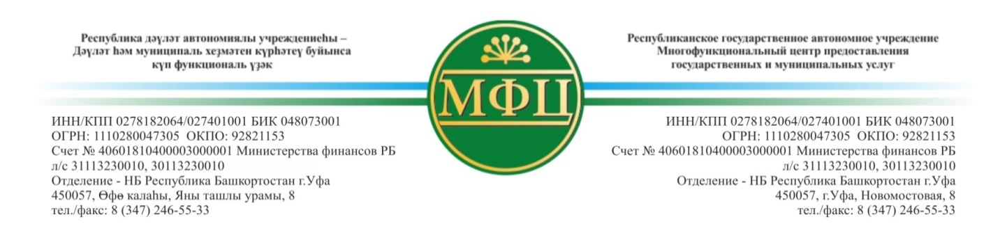 Республика дәүләт автономиялы учреждениеһы –
Дәүләт һәм муниципаль хеҙмәтен күрһәтеү буйынса
күп функциональ үҙәк
МФЦ
Республиканское государственное автономное учреждение
Многофункциональный центр предоставления
государственных и муниципальных услуг
ИНН/КПП 0278182064/027401001 БИК 048073001
ОГРН: 1110280047305 ОКПО: 92821153
Счет № 40601810400003000001 Министерства финансов РБ
л/с 31113230010, 30113230010
Отделение - НБ Республика Башкортостан г.Уфа
450057, Өфө калаһы, Яны ташлы урамы, 8
тел./факс: 8 (347) 246-55-33
ИНН/КПП 0278182064/027401001 БИК 048073001
ОГРН: 1110280047305 ОКПО: 92821153
Счет № 40601810400003000001 Министерства финансов РБ
л/с 31113230010, 30113230010
Отделение - НБ Республика Башкортостан г.Уфа
450057, г.Уфа, Новомостовая, 8
тел./факс: 8 (347) 246-55-33